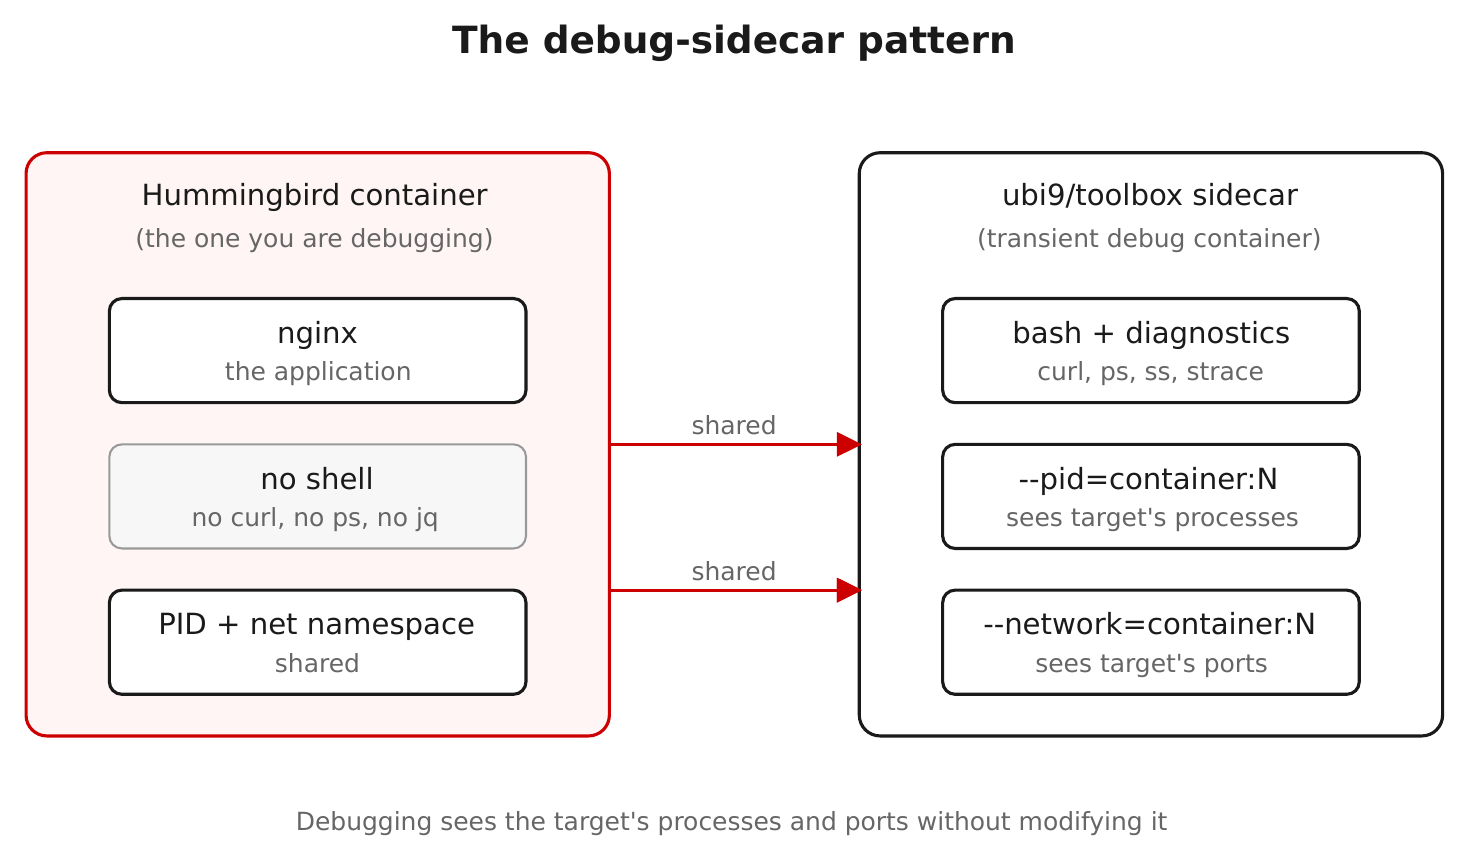 The debug-sidecar pattern
Hummingbird container
(the one you are debugging)
nginx
the application
no shell
no curl, no ps, no jq
PID + net namespace
shared
shared
shared
ubi9/toolbox sidecar
(transient debug container)
bash + diagnostics
curl, ps, ss, strace
--pid=container:N
sees target's processes
--network=container:N
sees target's ports
Debugging sees the target's processes and ports without modifying it